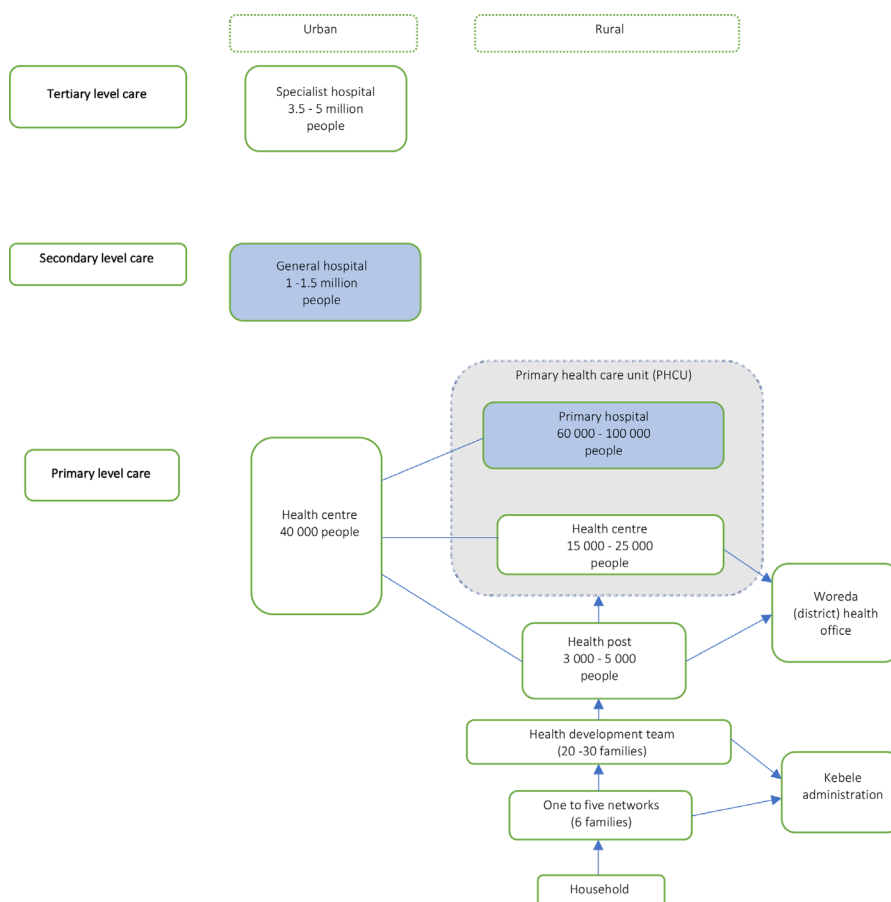 Urban
Rural
Tertiary level care
Specialist hospital
3.5 - 5 million
people
Secondary level care
General hospital
1 -1.5 million
people
Primary health care unit (PHCU)
Primary hospital
60 000 - 100 000
people
Primary level care
Health centre
40 000 people
Health centre
15 000 - 25 000
people
Woreda
(district) health
office
Health post
3 000 - 5 000
people
Health development team
(20 -30 families)
Kebele
administration
One to five networks
(6 families)
Household